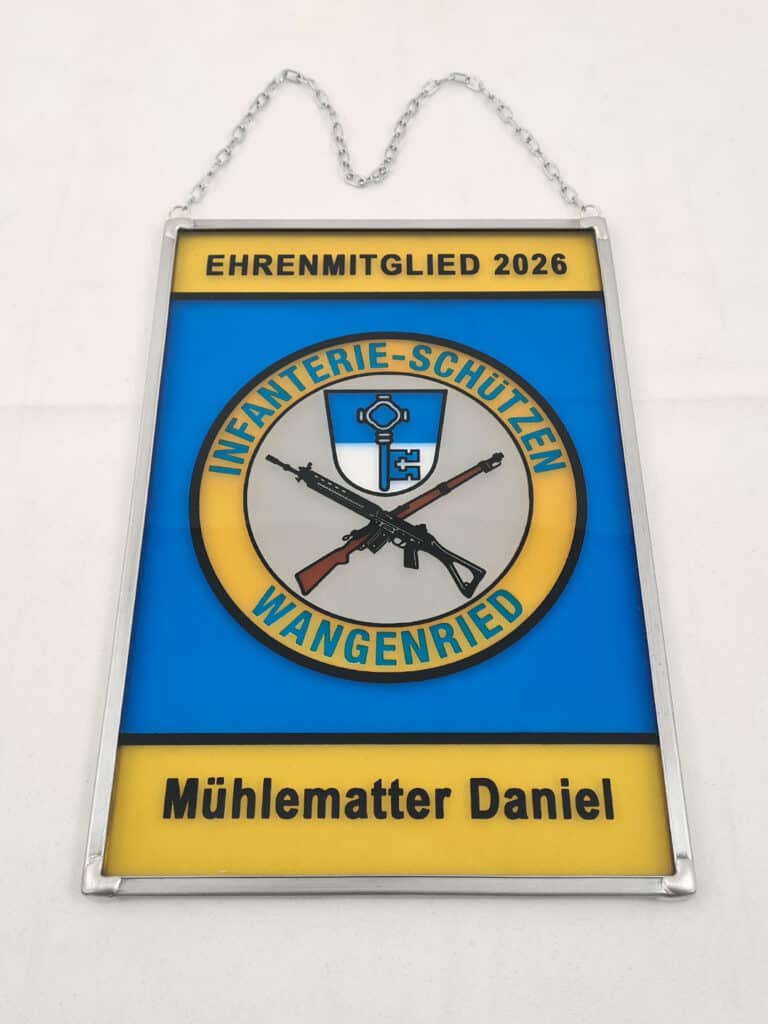 EHRENMITGLIED 2026
INFANTERIE-SCHÜTZEN
WANGENRIED
Mühlematter Daniel